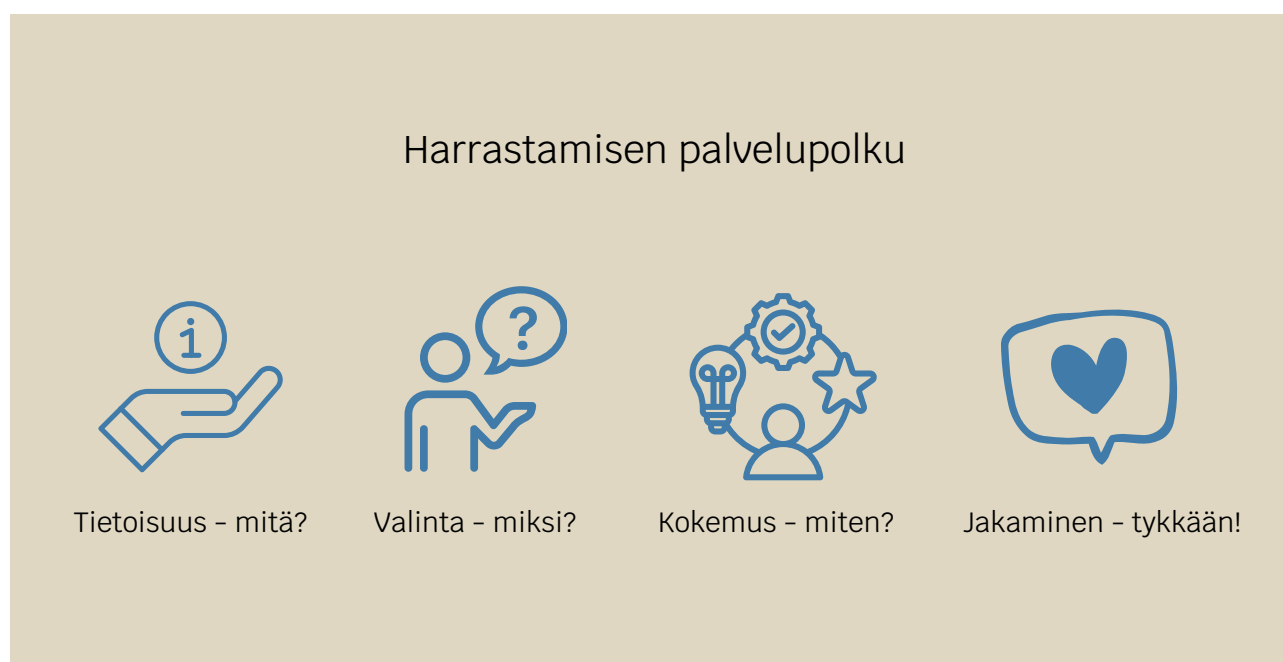 Harrastamisen palvelupolku
i
?
Tietoisuus - mitä?
Valinta - miksi?
Kokemus - miten?
Jakaminen - tykkään!